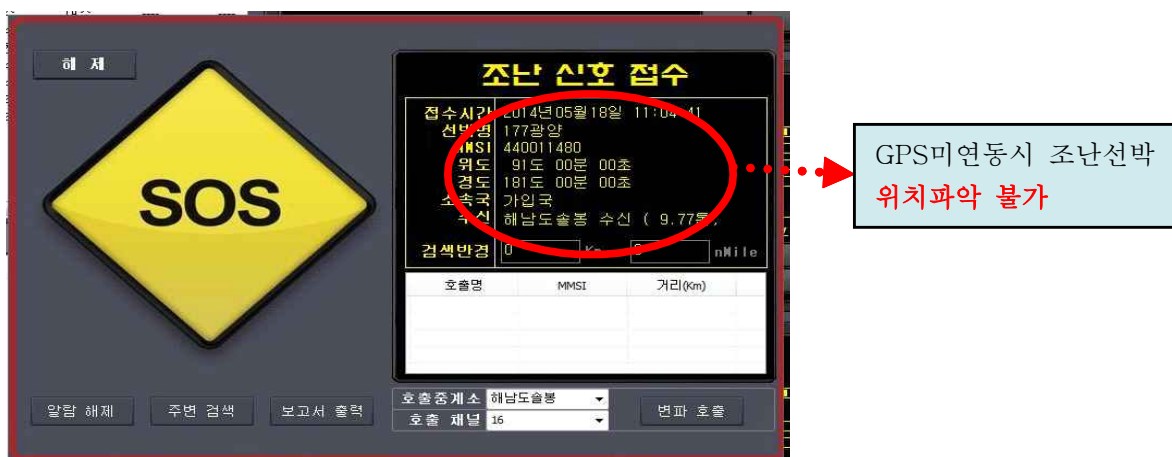 해 제
SOS
조난 신호 접수
접수시간 2014년05월18일 11:04:41
선박명 177광양
MMSI 440011480
위도 91도 00분 00초
경도 181도 00분 00초
소속국 가입국
수신 해남도솔봉 수신 ( 9.77톤)
검색반경 0 Km 0 nMile
호출명 MMSI 거리(Km)
알람 해제 주변 검색 보고서 출력
호출중계소 해남도솔봉
호출 채널 16
변파 호출
GPS미연동시 조난선박
위치파악 불가